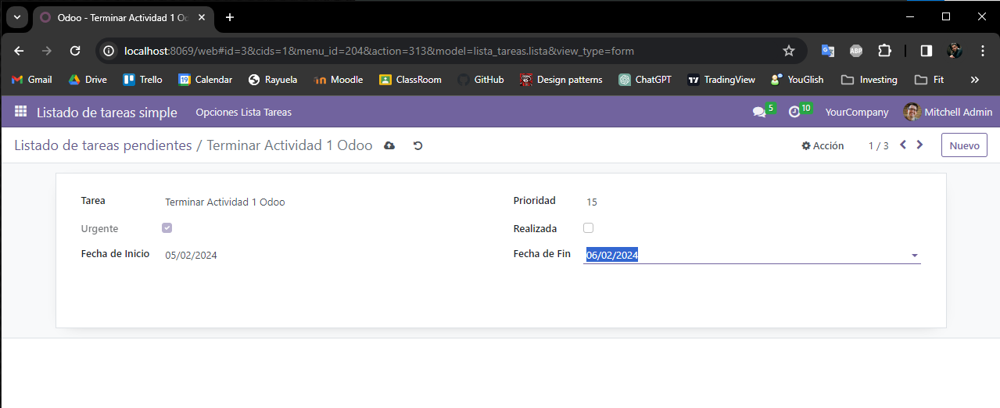 Odoo - Terminar Actividad 1 Od
localhost:8069/web#id=3&cids=1&menu_id=204&action=313&model=lista_tareas.lista&view_type=form
ABP
Gmail Drive Trello 19 Calendar Rayuela Moodle ClassRoom GitHub Design patterns ChatGPT TradingView YouGlish Investing Fit
Listado de tareas simple Opciones Lista Tareas 5 10 YourCompany Mitchell Admin
Listado de tareas pendientes / Terminar Actividad 1 Odoo Acción 1 / 3 Nuevo
Tarea Terminar Actividad 1 Odoo Prioridad 15
Urgente Realizada
Fecha de Inicio 05/02/2024 Fecha de Fin 06/02/2024